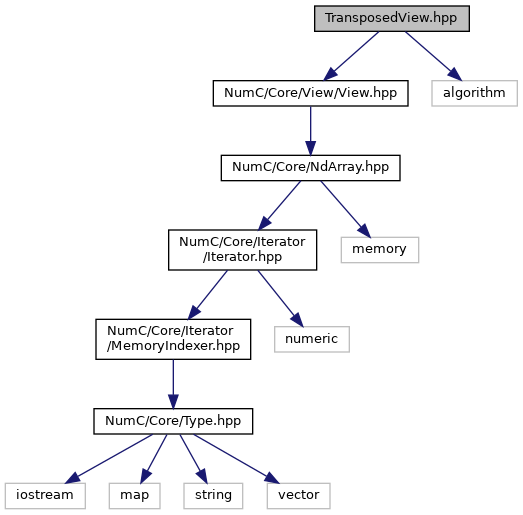 TransposedView.hpp
NumC/Core/View/View.hpp
algorithm
NumC/Core/NdArray.hpp
NumC/Core/Iterator
/Iterator.hpp
memory
NumC/Core/Iterator
/MemoryIndexer.hpp
numeric
NumC/Core/Type.hpp
iostream
map
string
vector